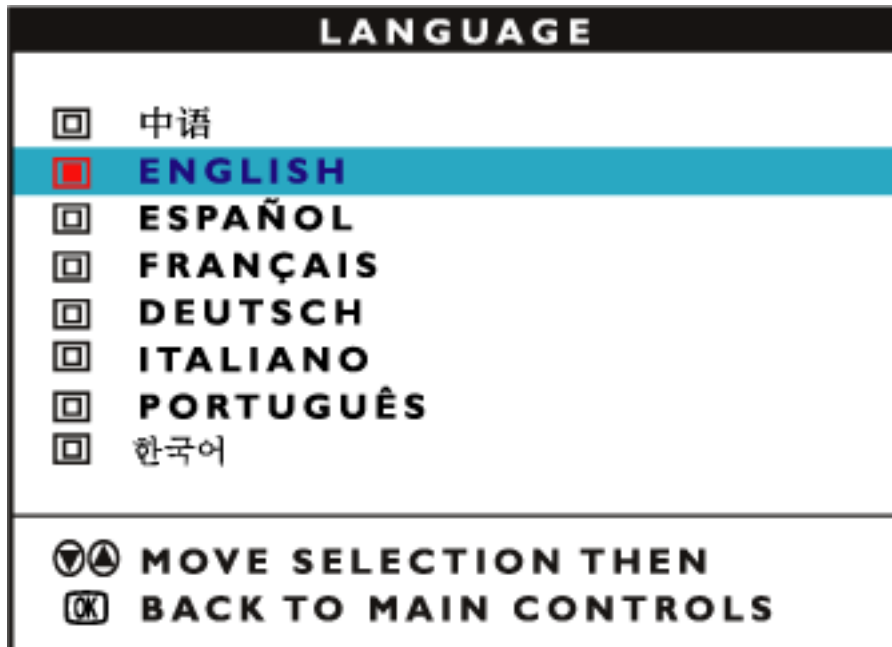 LANGUAGE
中语
ENGLISH
ESPAÑOL
FRANÇAIS
DEUTSCH
ITALIANO
PORTUGUÊS
한국어
MOVE SELECTION THEN
OK BACK TO MAIN CONTROLS